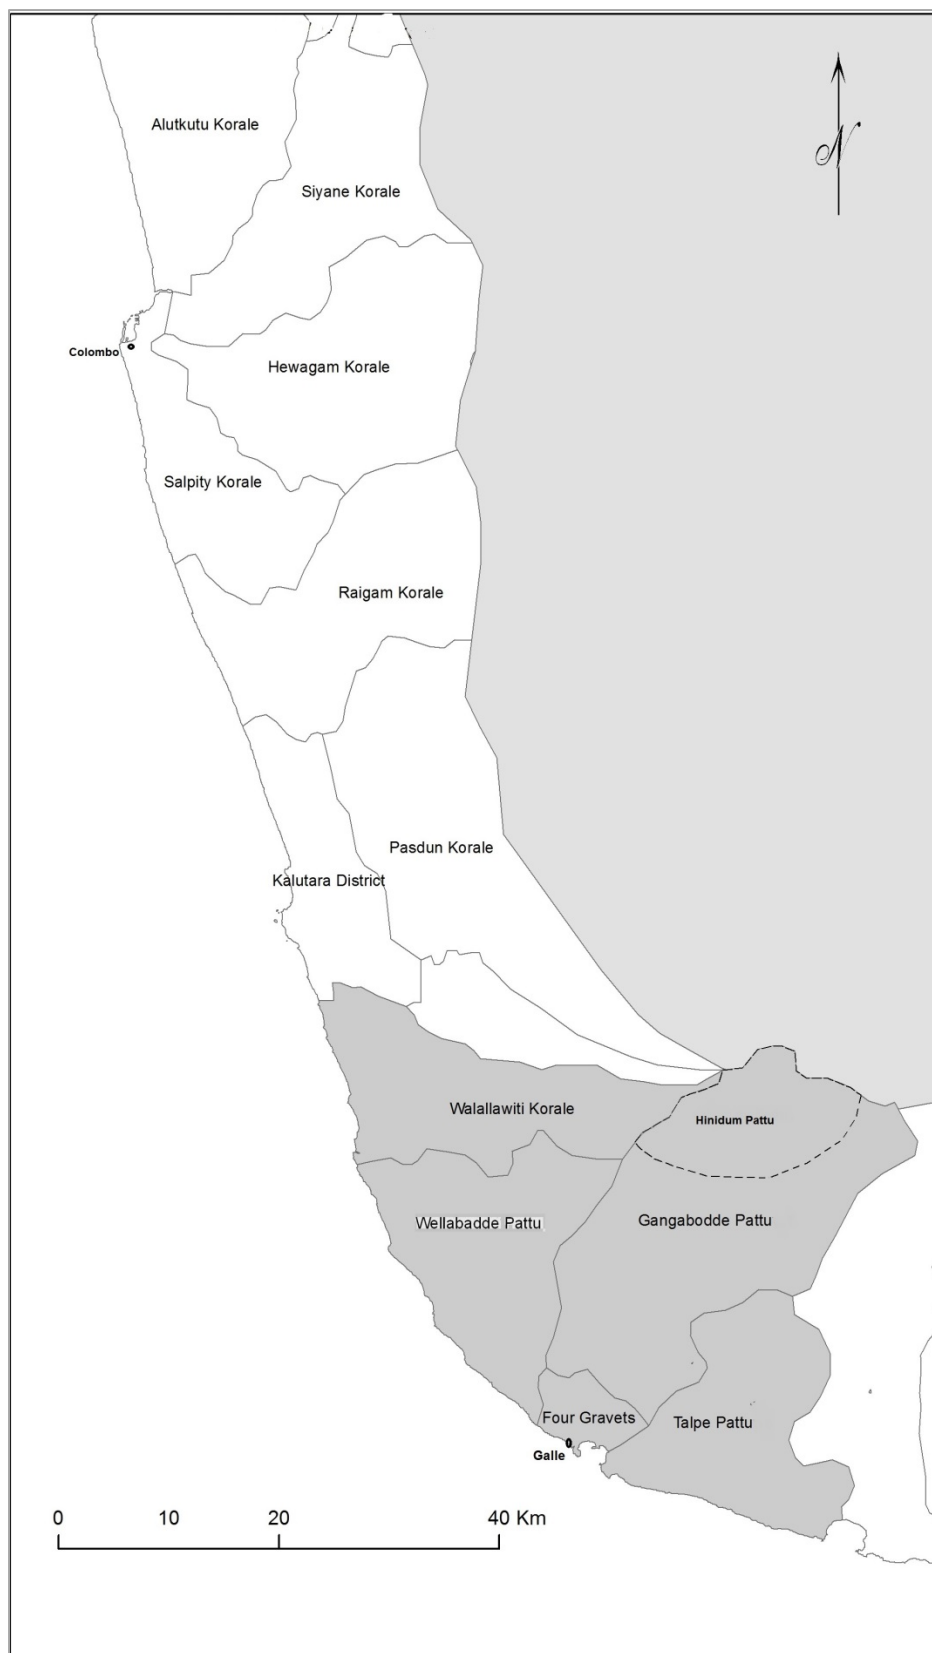 N
Alutkutu Korale
Siyane Korale
Colombo
Hewagam Korale
Salpity Korale
Raigam Korale
Pasdun Korale
Kalutara District
Walallawiti Korale
Hinidum Pattu
Wellabadde Pattu
Gangabodde Pattu
Four Gravets
Talpe Pattu
Galle
0 10 20 40 Km